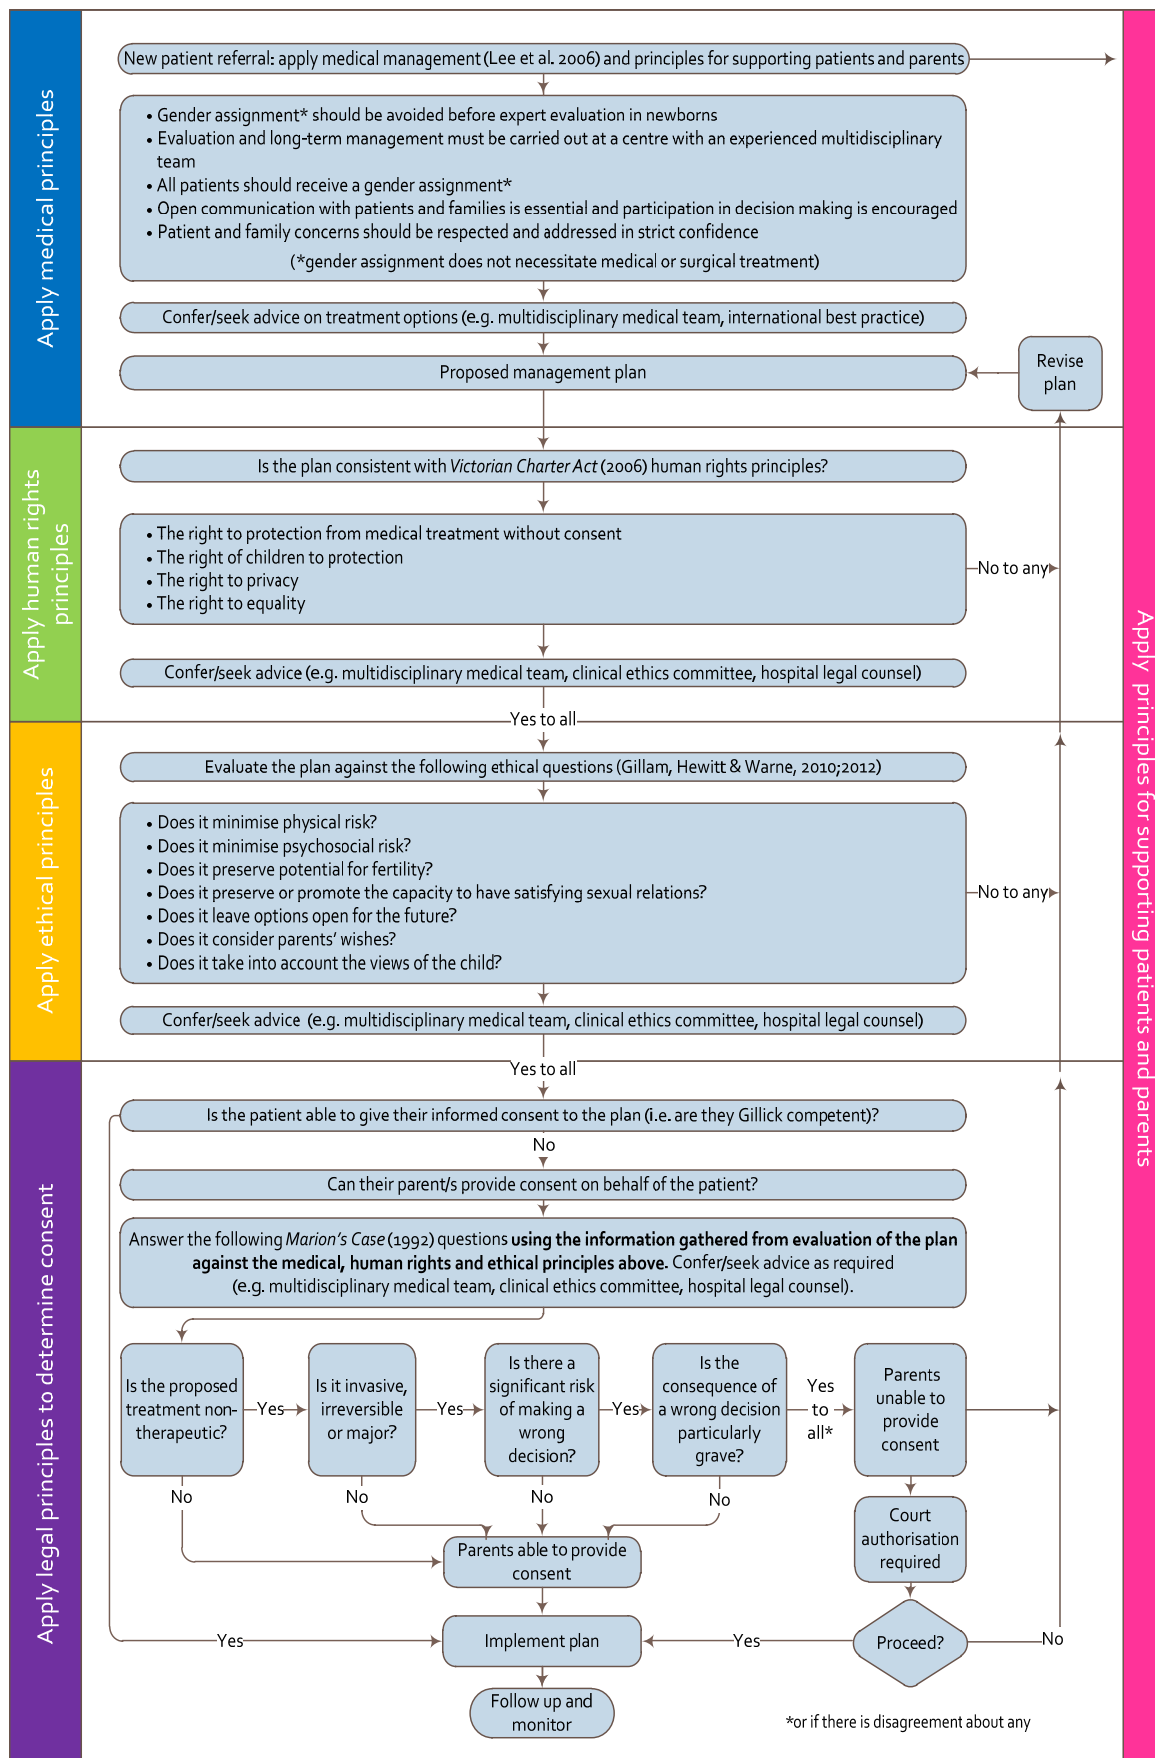 Apply medical principles
New patient referral: apply medical management (Lee et al. 2006) and principles for supporting patients and parents
• Gender assignment* should be avoided before expert evaluation in newborns
• Evaluation and long-term management must be carried out at a centre with an experienced multidisciplinary
team
• All patients should receive a gender assignment*
• Open communication with patients and families is essential and participation in decision making is encouraged
• Patient and family concerns should be respected and addressed in strict confidence
(*gender assignment does not necessitate medical or surgical treatment)
Confer/seek advice on treatment options (e.g. multidisciplinary medical team, international best practice)
Proposed management plan
Revise
plan
Apply human rights
principles
Is the plan consistent with Victorian Charter Act (2006) human rights principles?
• The right to protection from medical treatment without consent
• The right of children to protection
• The right to privacy
• The right to equality
No to any
Confer/seek advice (e.g. multidisciplinary medical team, clinical ethics committee, hospital legal counsel)
Yes to all
Apply ethical principles
Evaluate the plan against the following ethical questions (Gillam, Hewitt & Warne, 2010;2012)
• Does it minimise physical risk?
• Does it minimise psychosocial risk?
• Does it preserve potential for fertility?
• Does it preserve or promote the capacity to have satisfying sexual relations?
• Does it leave options open for the future?
• Does it consider parents' wishes?
• Does it take into account the views of the child?
No to any
Confer/seek advice (e.g. multidisciplinary medical team, clinical ethics committee, hospital legal counsel)
Yes to all
Apply legal principles to determine consent
Is the patient able to give their informed consent to the plan (i.e. are they Gillick competent)?
No
Can their parent/s provide consent on behalf of the patient?
Answer the following Marion's Case (1992) questions using the information gathered from evaluation of the plan
against the medical, human rights and ethical principles above. Confer/seek advice as required
(e.g. multidisciplinary medical team, clinical ethics committee, hospital legal counsel).
Is the proposed
treatment non-
therapeutic?
Yes
Is it invasive,
irreversible
or major?
Yes
Is there a
significant risk
of making a
wrong
decision?
Yes
Is the
consequence of
a wrong decision
particularly
grave?
Yes
to
all*
Parents
unable to
provide
consent
No
No
No
No
Court
authorisation
required
Parents able to provide
consent
Yes
Implement plan
Yes
Proceed?
No
Follow up and
monitor
*or if there is disagreement about any
Apply principles for supporting patients and parents